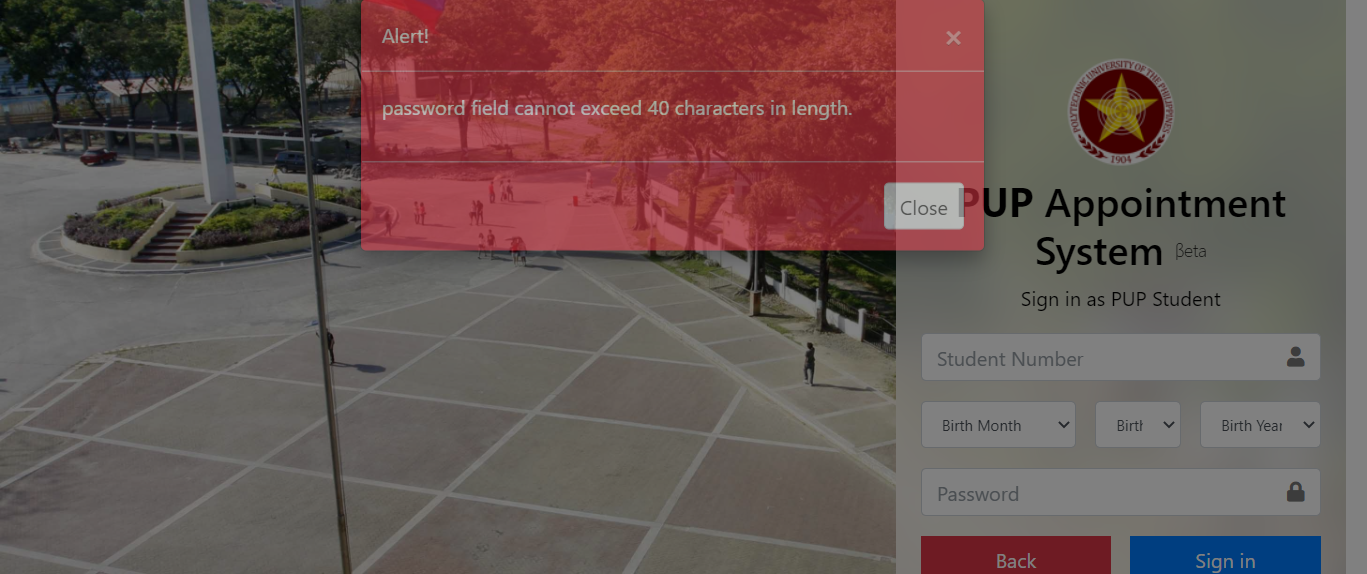 Alert!
×
password field cannot exceed 40 characters in length.
Close
POLYTECHNIC UNIVERSITY OF THE PHILIPPINES
1904
PUP Appointment
System βeta
Sign in as PUP Student
Student Number
Birth Month
Birth
Birth Year
Password
Back
Sign in